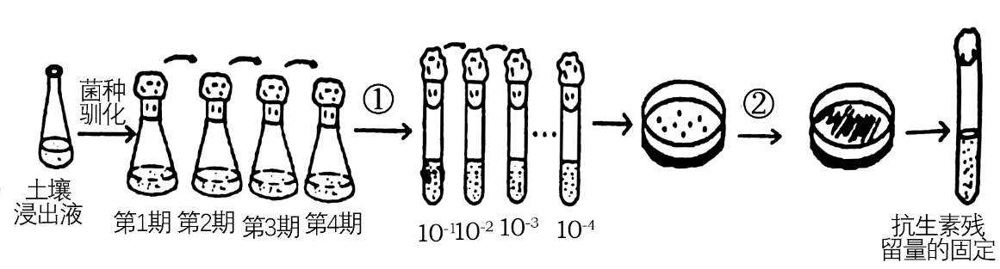 菌种
驯化
①
②
土壤
浸出液
第1期 第2期 第3期 第4期
10⁻¹ 10⁻² 10⁻³ 10⁻⁴
...
抗生素残
留量的固定